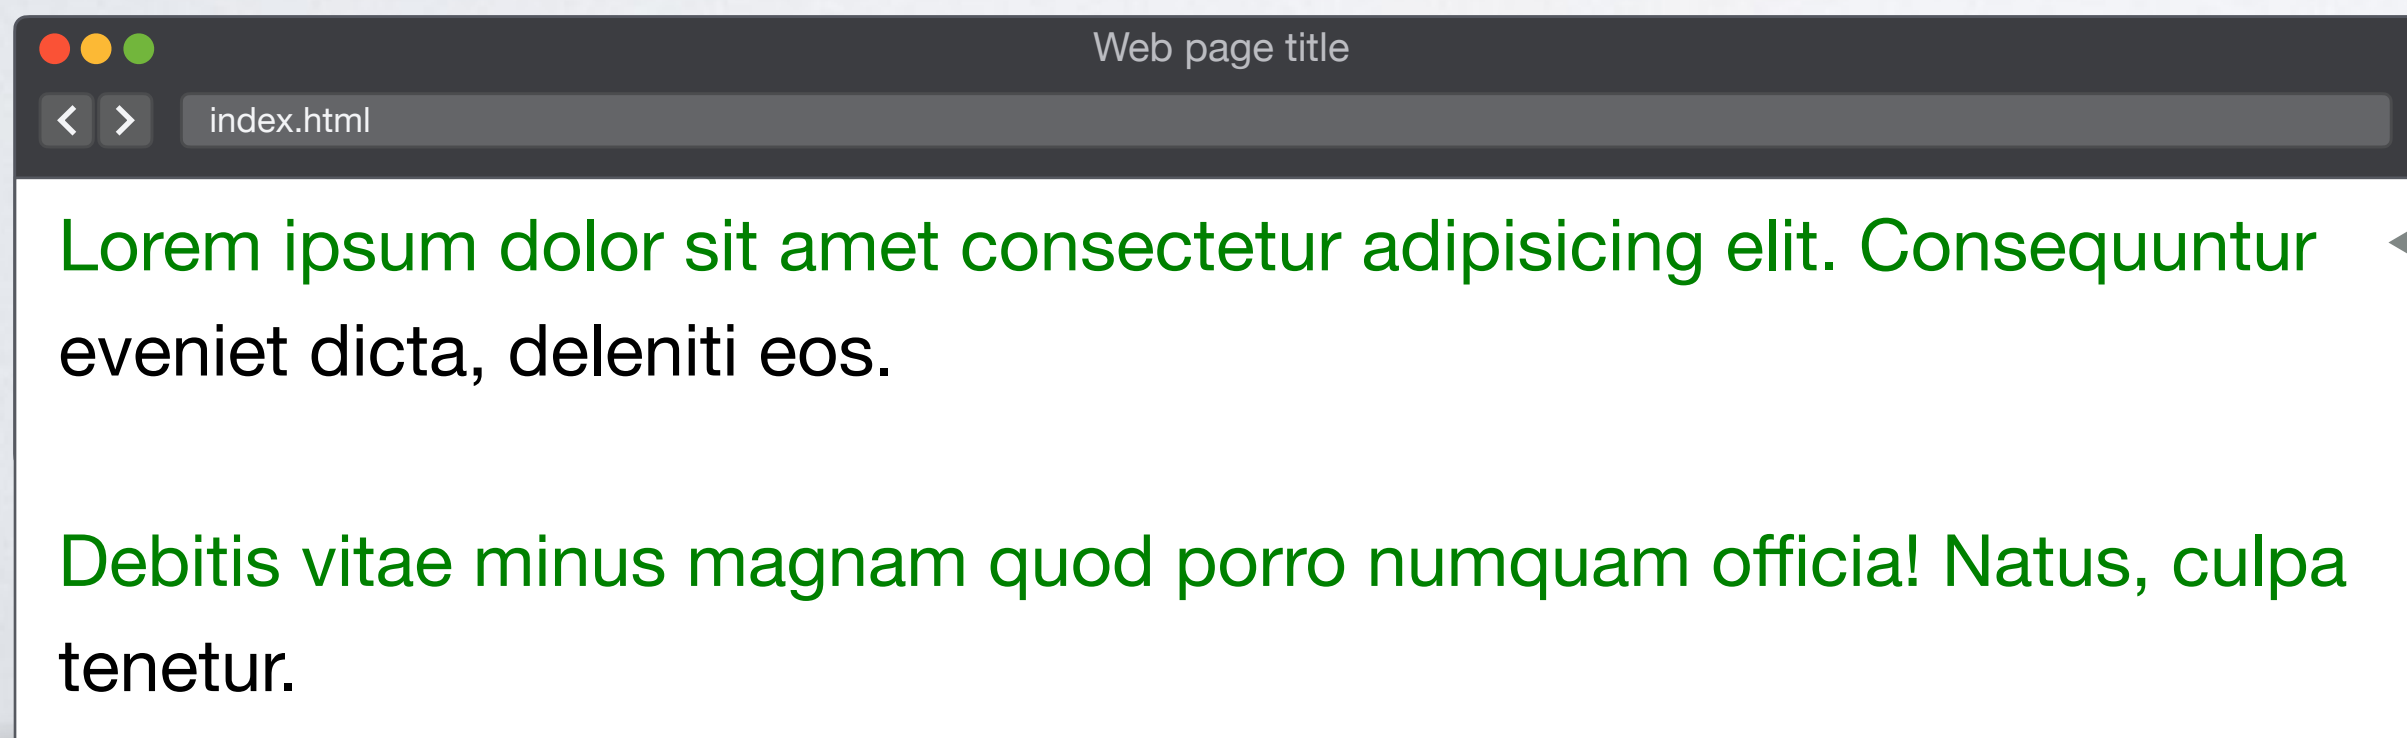 Web page title
index.html
Lorem ipsum dolor sit amet consectetur adipisicing elit. Consequuntur
eveniet dicta, deleniti eos.
Debitis vitae minus magnam quod porro numquam officia! Natus, culpa
tenetur.